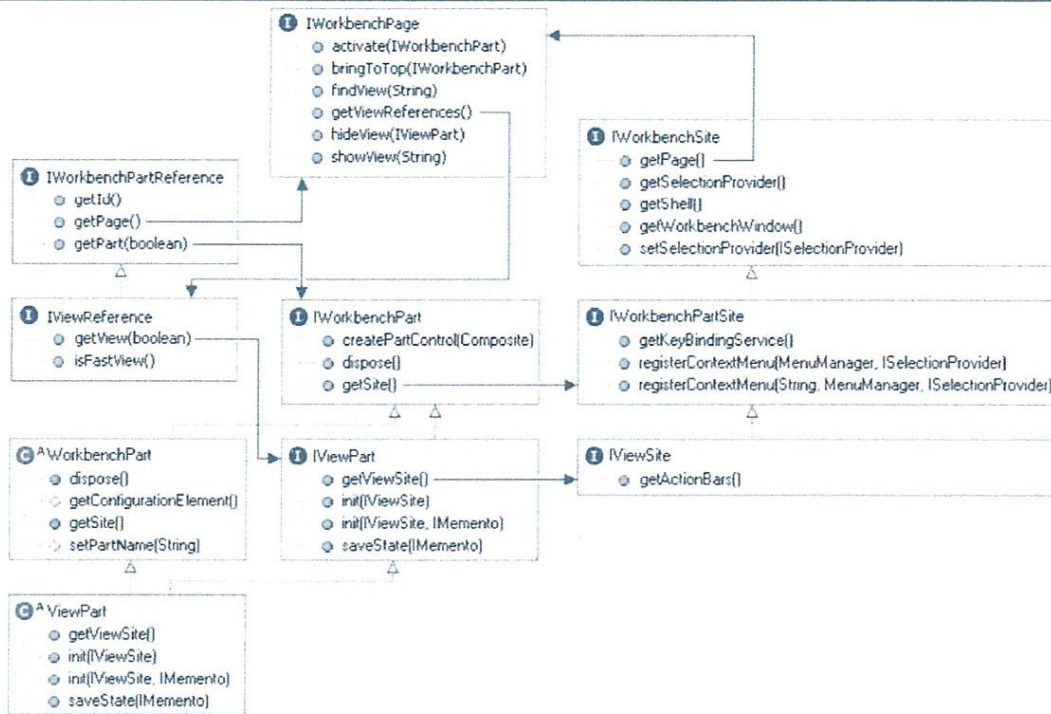 IWorkbenchPage
activate(IWorkbenchPart)
bringToTop(IWorkbenchPart)
findView(String)
getViewReferences()
hideView(IViewPart)
showView(String)
IWorkbenchSite
getPage()
getSelectionProvider()
getShell()
getWorkbenchWindow()
setSelectionProvider(ISelectionProvider)
IWorkbenchPartReference
getId()
getPage()
getPart(boolean)
IViewReference
getView(boolean)
isFastView()
IWorkbenchPart
createPartControl(Composite)
dispose()
getSite()
IWorkbenchPartSite
getKeyBindingService()
registerContextMenu(MenuManager, ISelectionProvider)
registerContextMenu(String, MenuManager, ISelectionProvider)
WorkbenchPart
dispose()
getConfigurationElement()
getSite()
setPartName(String)
IViewPart
getViewSite()
init(IViewSite)
init(IViewSite, IMemento)
saveState(IMemento)
IViewSite
getActionBars()
ViewPart
getViewSite()
init(IViewSite)
init(IViewSite, IMemento)
saveState(IMemento)